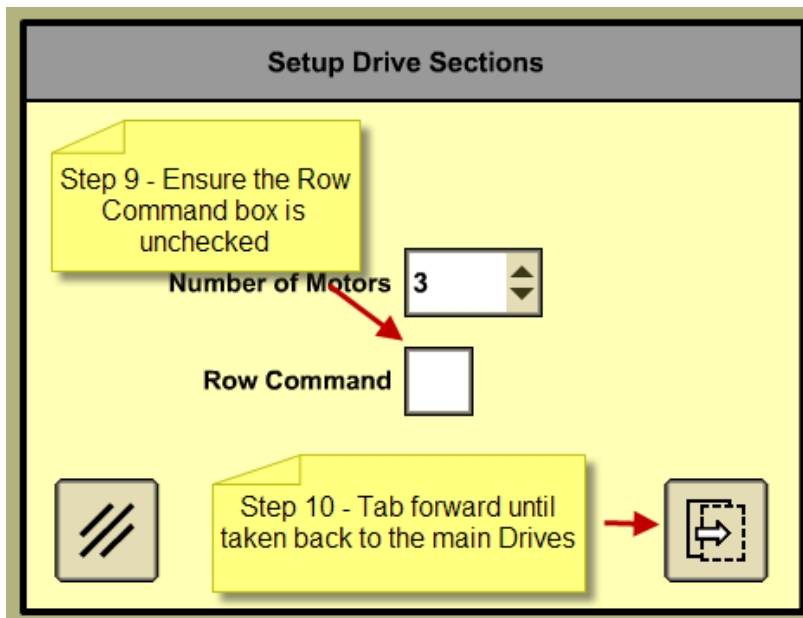 Setup Drive Sections
Step 9 - Ensure the Row
Command box is
unchecked
Number of Motors 3
Row Command
Step 10 - Tab forward until
taken back to the main Drives